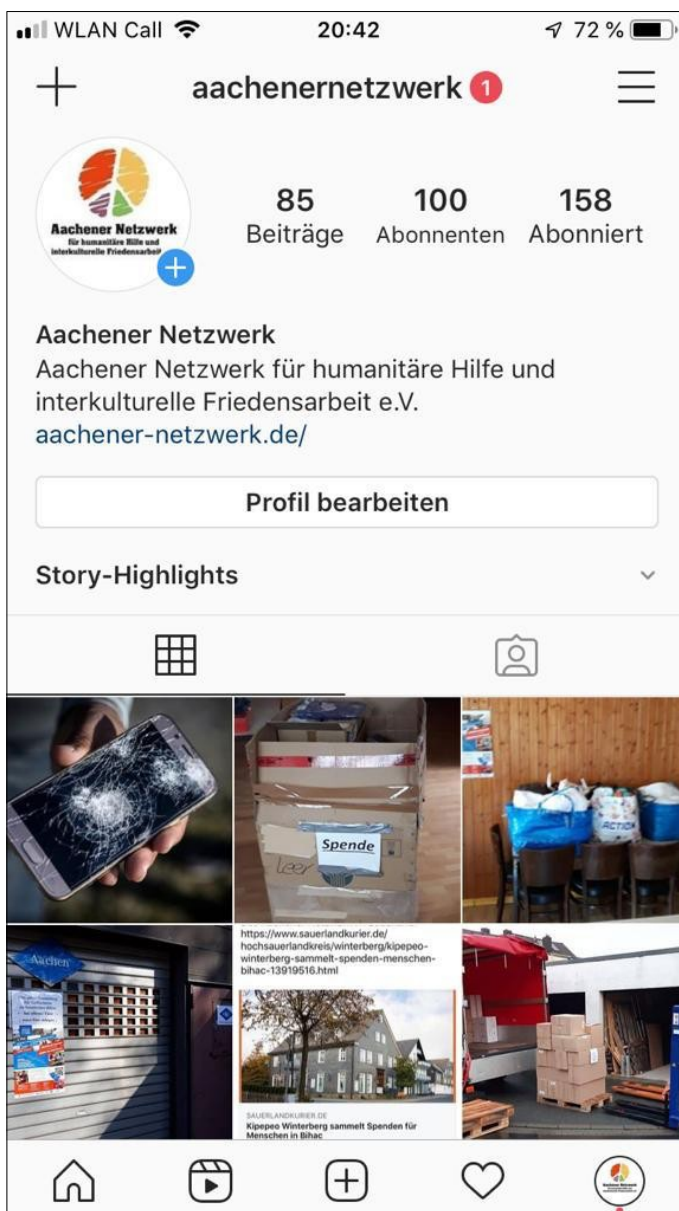 WLAN Call
20:42
72 %
aachenernetzwerk 1
Aachener Netzwerk
für humanitäre Hilfe und
interkulturelle Friedensarbeit
85
Beiträge
100
Abonnenten
158
Abonniert
Aachener Netzwerk
Aachener Netzwerk für humanitäre Hilfe und
interkulturelle Friedensarbeit e.V.
aachener-netzwerk.de/
Profil bearbeiten
Story-Highlights
Spende
leer
ACTION
Aachen
https://www.sauerlandkurier.de/
hochsauerlandkreis/winterberg/kipepeo-
winterberg-sammelt-spenden-menschen-
bihac-13919516.html
SAUERLANDKURIER.DE
Kipepeo Winterberg sammelt Spenden für
Menschen in Bihac